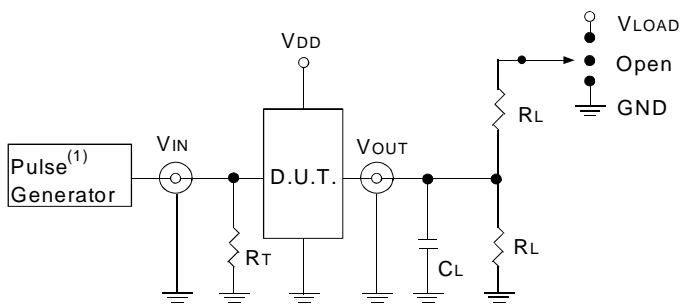 VLOAD
VDD
Open
RL
GND
VIN
VOUT
Pulse(1)
Generator
D.U.T.
RT
CL
RL